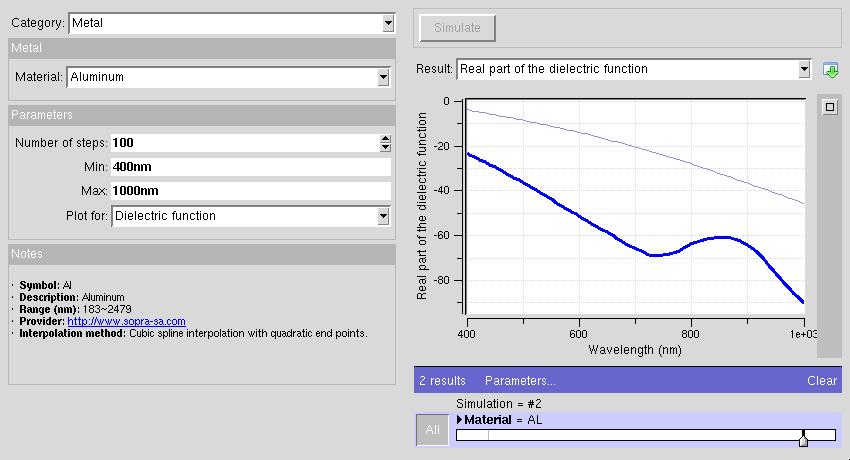 Category: Metal
Metal
Material: Aluminum
Parameters
Number of steps: 100
Min: 400nm
Max: 1000nm
Plot for: Dielectric function
Notes
· Symbol: Al
· Description: Aluminum
· Range (nm): 183~2479
· Provider: http://www.sopra-sa.com
· Interpolation method: Cubic spline interpolation with quadratic end points.
Simulate
Result: Real part of the dielectric function
Real part of the dielectric function
0
-20
-40
-60
-80
400 600 800 1e+03
Wavelength (nm)
2 results Parameters... Clear
Simulation = #2
All
Material = AL